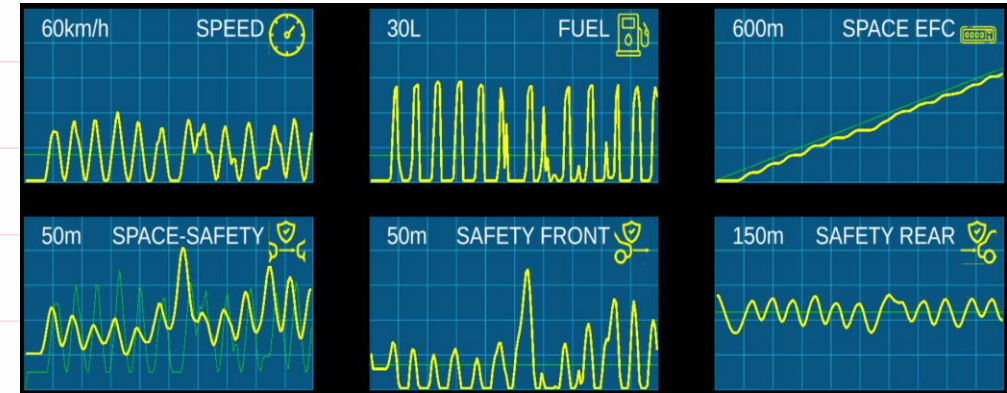 60km/h SPEED
30L FUEL
600m SPACE EFC
50m SPACE-SAFETY
50m SAFETY FRONT
150m SAFETY REAR